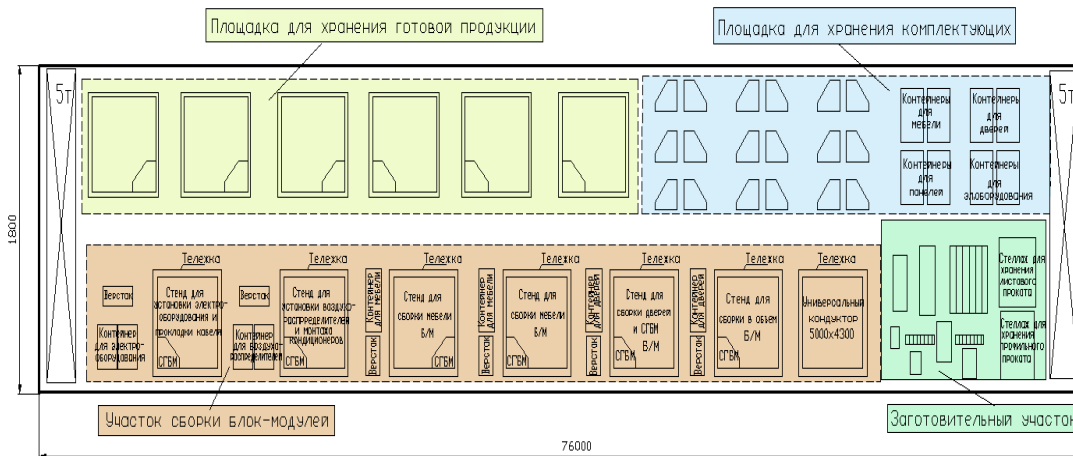 Площадка для хранения готовой продукции
Площадка для хранения комплектующих
5т
5т
Контейнеры
для
мебели
Контейнеры
для
дверей
Контейнеры
для
панелей
Контейнеры
для
элоборудования
1800
Тележка
Тележка
Тележка
Тележка
Тележка
Тележка
Тележка
Верстак
Контейнер
для электро-
оборудования
Стенд для
установки электро-
оборудования и
прокладки кабеля
СГБМ
Верстак
Контейнер
для воздухо-
распределителей
Стенд для
установки воздухо-
распределителей
и монтажа
кондиционеров
СГБМ
Контейнер
для мебели
Верстак
Стенд для
сборки мебели
Б/М
СГБМ
Контейнер
для мебели
Верстак
Стенд для
сборки мебели
Б/М
СГБМ
Контейнер
для дверей
Верстак
Стенд для
сборки дверей
и СГБМ
Б/М
СГБМ
Контейнер
для дверей
Верстак
Стенд для
сборки в объем
Б/М
СГБМ
Универсальный
кондуктор
5000х4300
Стеллаж для
хранения
листового
проката
Стеллаж для
хранения
профильного
проката
Участок сборки блок-модулей
Заготовительный участок
76000